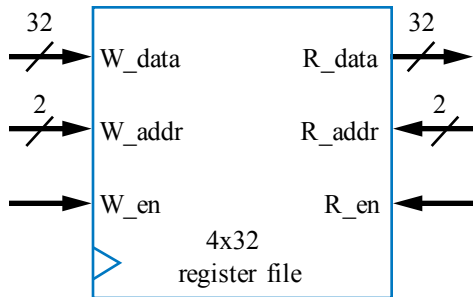 32 32
W_data R_data
2 2
W_addr R_addr
W_en R_en
4x32
register file